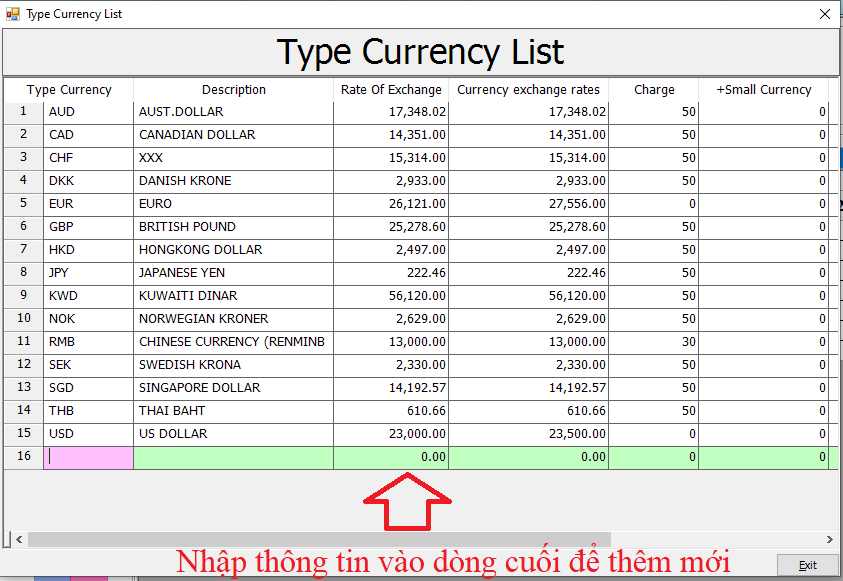 Type Currency List
Type Currency List
Type Currency Description Rate Of Exchange Currency exchange rates Charge +Small Currency
1 AUD AUST.DOLLAR 17,348.02 17,348.02 50 0
2 CAD CANADIAN DOLLAR 14,351.00 14,351.00 50 0
3 CHF XXX 15,314.00 15,314.00 50 0
4 DKK DANISH KRONE 2,933.00 2,933.00 50 0
5 EUR EURO 26,121.00 27,556.00 0 0
6 GBP BRITISH POUND 25,278.60 25,278.60 50 0
7 HKD HONGKONG DOLLAR 2,497.00 2,497.00 50 0
8 JPY JAPANESE YEN 222.46 222.46 50 0
9 KWD KUWAITI DINAR 56,120.00 56,120.00 50 0
10 NOK NORWEGIAN KRONER 2,629.00 2,629.00 50 0
11 RMB CHINESE CURRENCY (RENMINB 13,000.00 13,000.00 30 0
12 SEK SWEDISH KRONA 2,330.00 2,330.00 50 0
13 SGD SINGAPORE DOLLAR 14,192.57 14,192.57 50 0
14 THB THAI BAHT 610.66 610.66 50 0
15 USD US DOLLAR 23,000.00 23,500.00 0 0
16 0.00 0.00 0 0
Nhập thông tin vào dòng cuối để thêm mới
Exit